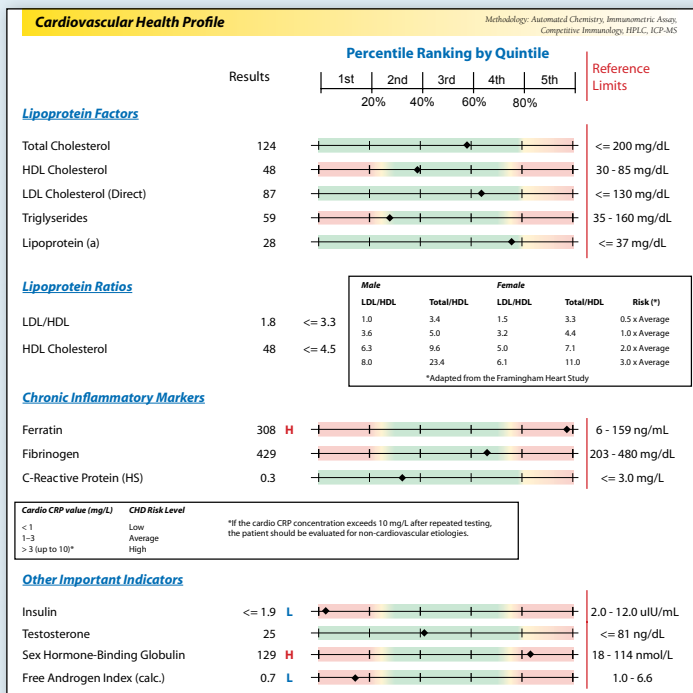 Cardiovascular Health Profile
Methodology: Automated Chemistry, Immunometric Assay,
Competitive Immunology, HPLC, ICP-MS
Percentile Ranking by Quintile
Results 1st 2nd 3rd 4th 5th Reference Limits
20% 40% 60% 80%
Lipoprotein Factors
Total Cholesterol 124 <= 200 mg/dL
HDL Cholesterol 48 30 - 85 mg/dL
LDL Cholesterol (Direct) 87 <= 130 mg/dL
Triglyserides 59 35 - 160 mg/dL
Lipoprotein (a) 28 <= 37 mg/dL
Lipoprotein Ratios
LDL/HDL 1.8 <= 3.3
HDL Cholesterol 48 <= 4.5
Male Female
LDL/HDL Total/HDL LDL/HDL Total/HDL Risk (*)
1.0 3.4 1.5 3.3 0.5 x Average
3.6 5.0 3.2 4.4 1.0 x Average
6.3 9.6 5.0 7.1 2.0 x Average
8.0 23.4 6.1 11.0 3.0 x Average
*Adapted from the Framingham Heart Study
Chronic Inflammatory Markers
Ferratin 308 H 6 - 159 ng/mL
Fibrinogen 429 203 - 480 mg/dL
C-Reactive Protein (HS) 0.3 <= 3.0 mg/L
Cardio CRP value (mg/L) CHD Risk Level
< 1 Low
1–3 Average
> 3 (up to 10)* High
*If the cardio CRP concentration exceeds 10 mg/L after repeated testing,
the patient should be evaluated for non-cardiovascular etiologies.
Other Important Indicators
Insulin <= 1.9 L 2.0 - 12.0 uIU/mL
Testosterone 25 <= 81 ng/dL
Sex Hormone-Binding Globulin 129 H 18 - 114 nmol/L
Free Androgen Index (calc.) 0.7 L 1.0 - 6.6